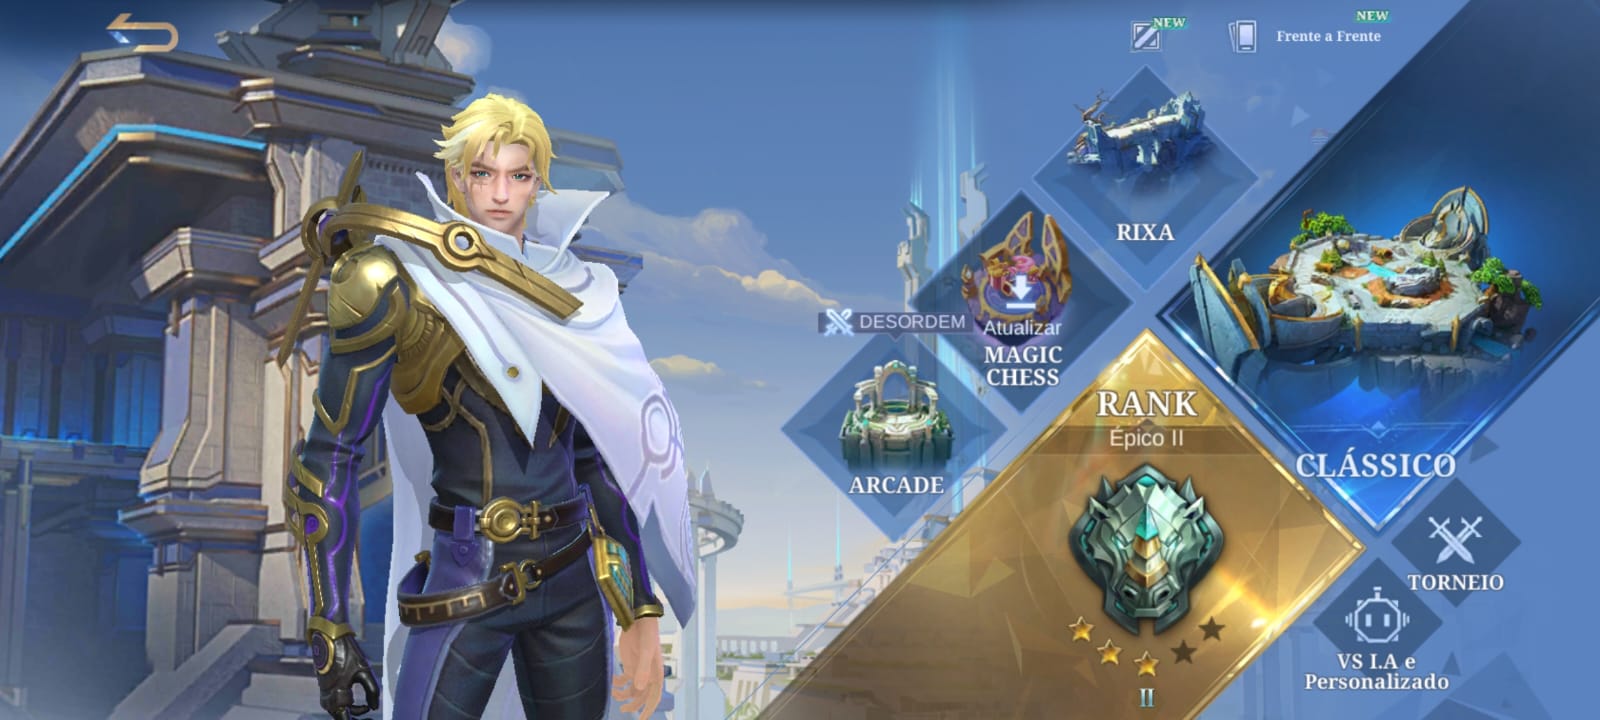 NEW
NEW
Frente a Frente
RIXA
DESORDEM
Atualizar
MAGIC
CHESS
RANK
Épico II
CLÁSSICO
ARCADE
TORNEIO
VS I.A e
Personalizado
II